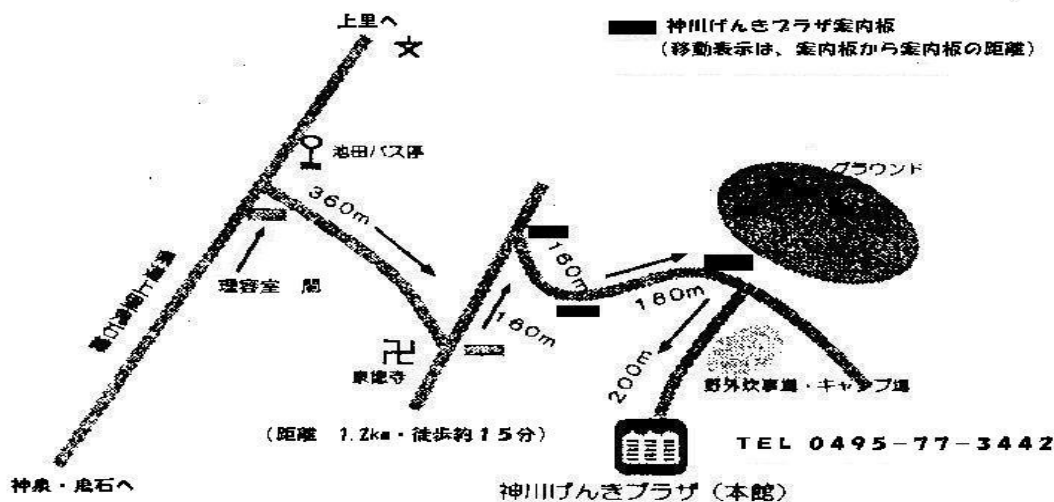 上里へ
神川げんきプラザ案内板
(移動表示は、案内板から案内板の距離)
池田バス停
グラウンド
360m
160m
理容室
180m
160m
200m
野外炊事場・キャンプ場
(距離 1.2km・徒歩約15分)
TEL 0495-77-3442
神泉・鬼石へ
神川げんきプラザ(本館)